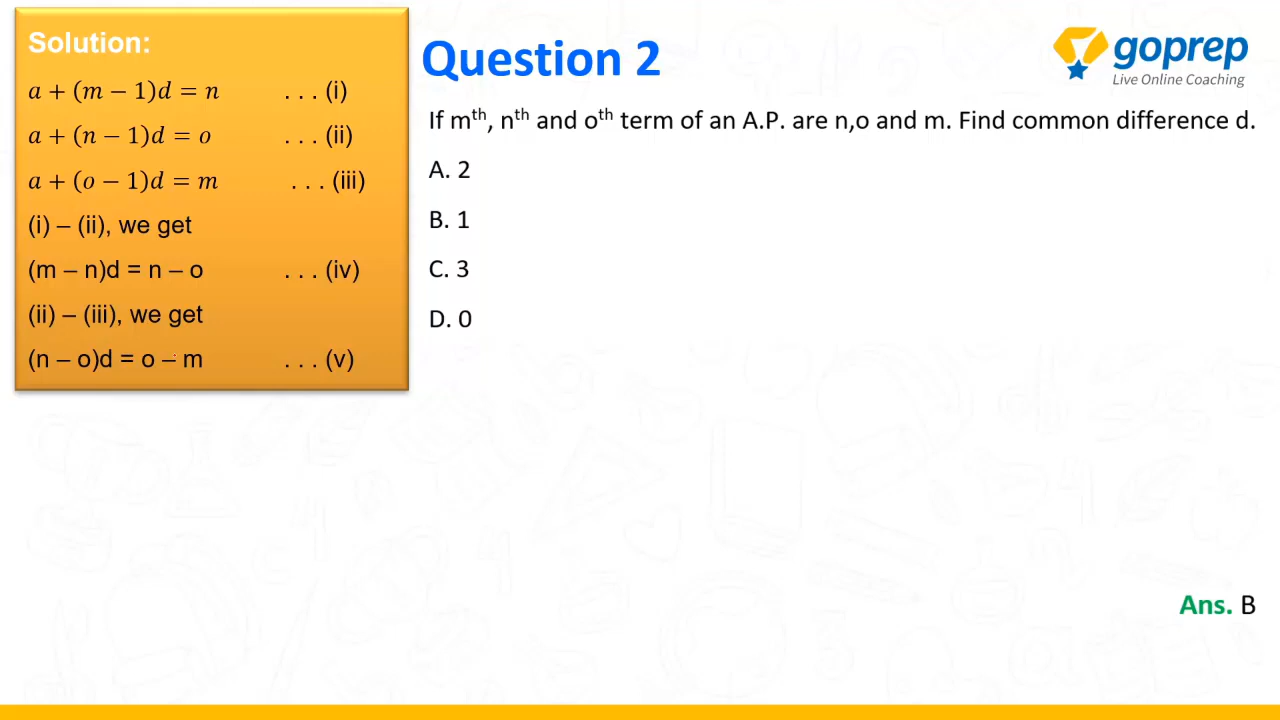 Solution:
a + (m − 1)d = n . . . (i)
a + (n − 1)d = o . . . (ii)
a + (o − 1)d = m . . . (iii)
(i) – (ii), we get
(m – n)d = n – o . . . (iv)
(ii) – (iii), we get
(n – o)d = o – m . . . (v)
Question 2
goprep
Live Online Coaching
If mᵗʰ, nᵗʰ and oᵗʰ term of an A.P. are n,o and m. Find common difference d.
A. 2
B. 1
C. 3
D. 0
Ans. B